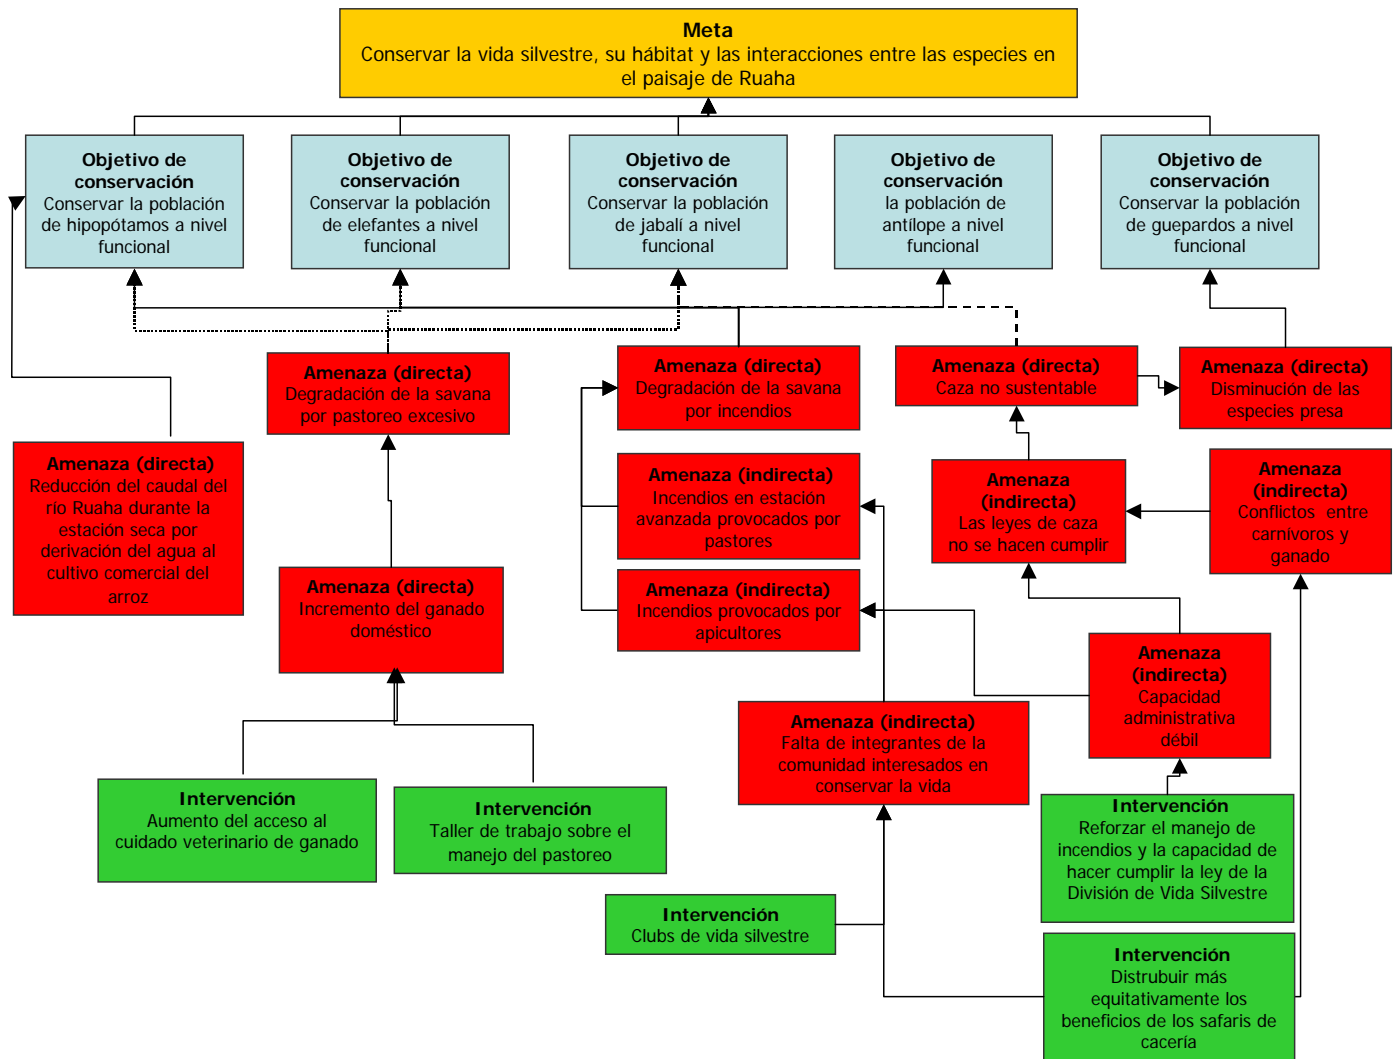 Meta
Conservar la vida silvestre, su hábitat y las interacciones entre las especies en
el paisaje de Ruaha
Objetivo de
conservación
Conservar la población
de hipopótamos a nivel
funcional
Objetivo de
conservación
Conservar la población
de elefantes a nivel
funcional
Objetivo de
conservación
Conservar la población
de jabalí a nivel
funcional
Objetivo de
conservación
la población de
antílope a nivel
funcional
Objetivo de
conservación
Conservar la población
de guepardos a nivel
funcional
Amenaza (directa)
Degradación de la savana
por pastoreo excesivo
Amenaza (directa)
Degradación de la savana
por incendios
Amenaza (directa)
Caza no sustentable
Amenaza (directa)
Disminución de las
especies presa
Amenaza (directa)
Reducción del caudal del
río Ruaha durante la
estación seca por
derivación del agua al
cultivo comercial del
arroz
Amenaza (indirecta)
Incendios en estación
avanzada provocados por
pastores
Amenaza
(indirecta)
Las leyes de caza
no se hacen cumplir
Amenaza
(indirecta)
Conflictos entre
carnívoros y
ganado
Amenaza (directa)
Incremento del ganado
doméstico
Amenaza (indirecta)
Incendios provocados por
apicultores
Amenaza
(indirecta)
Capacidad
administrativa
débil
Amenaza (indirecta)
Falta de integrantes de la
comunidad interesados en
conservar la vida
Intervención
Aumento del acceso al
cuidado veterinario de ganado
Intervención
Taller de trabajo sobre el
manejo del pastoreo
Intervención
Reforzar el manejo de
incendios y la capacidad de
hacer cumplir la ley de la
División de Vida Silvestre
Intervención
Clubs de vida silvestre
Intervención
Distrubuir más
equitativamente los
beneficios de los safaris de
cacería